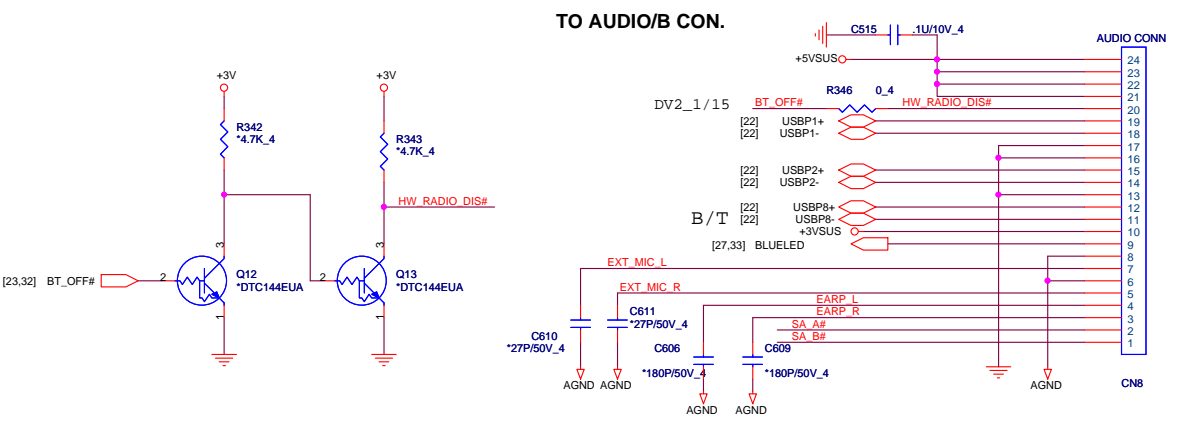 TO AUDIO/B CON.
C515
.1U/10V_4
AUDIO CONN
+5VSUS
24
23
22
21
20
19
18
17
16
15
14
13
12
11
10
9
8
7
6
5
4
3
2
1
CN8
R346
0_4
DV2_1/15
BT_OFF#
HW_RADIO_DIS#
[22] USBP1+
[22] USBP1-
[22] USBP2+
[22] USBP2-
B/T
[22] USBP8+
[22] USBP8-
+3VSUS
[27,33] BLUELED
EXT_MIC_L
EXT_MIC_R
EARP_L
EARP_R
SA_A#
SA_B#
C610
*27P/50V_4
C611
*27P/50V_4
C606
*180P/50V_4
C609
*180P/50V_4
AGND
AGND
AGND
AGND
AGND
+3V
R342
*4.7K_4
+3V
R343
*4.7K_4
HW_RADIO_DIS#
[23,32] BT_OFF#
2
3
1
Q12
*DTC144EUA
2
3
1
Q13
*DTC144EUA